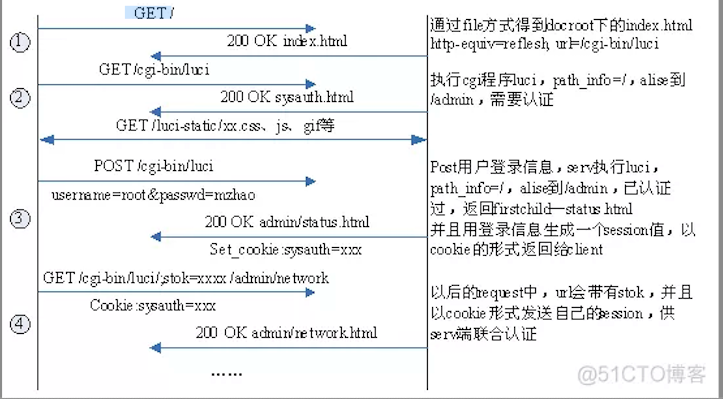 GET /
① 200 OK index.html
通过file方式得到docroot下的index.html
http-equiv=reflesh, url=/cgi-bin/luci
GET /cgi-bin/luci
② 200 OK sysauth.html
执行cgi程序luci，path_info=/，alise到
/admin，需要认证
GET /luci-static/xx.css、js、gif等
POST /cgi-bin/luci
username=root&passwd=mzhao
③ 200 OK admin/status.html
Set_cookie:sysauth=xxx
Post用户登录信息，serv执行luci，
path_info=/，alise到/admin，已认证
过，返回firstchild—status.html
并且用登录信息生成一个session值，以
cookie的形式返回给client
GET /cgi-bin/luci/;stok=xxxx /admin/network
Cookie:sysauth=xxx
④ 200 OK admin/network.html
以后的request中，url会带有stok，并且
以cookie形式发送自己的session，供
serv端联合认证
……
@51CTO博客